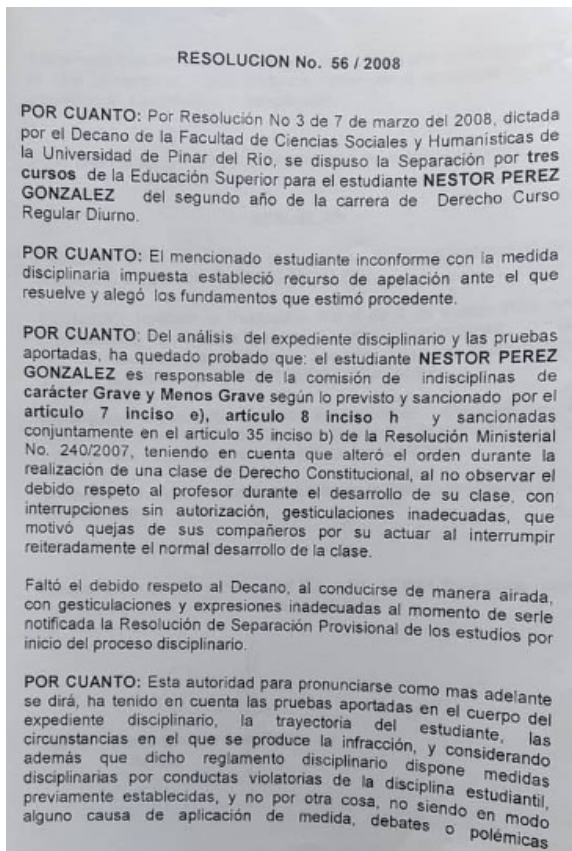 RESOLUCION No. 56 / 2008
POR CUANTO: Por Resolución No 3 de 7 de marzo del 2008, dictada
por el Decano de la Facultad de Ciencias Sociales y Humanísticas de
la Universidad de Pinar del Rio, se dispuso la Separación por tres
cursos de la Educación Superior para el estudiante NESTOR PEREZ
GONZALEZ del segundo año de la carrera de Derecho Curso
Regular Diurno.
POR CUANTO: El mencionado estudiante inconforme con la medida
disciplinaria impuesta estableció recurso de apelación ante el que
resuelve y alegó los fundamentos que estimó procedente.
POR CUANTO: Del análisis del expediente disciplinario y las pruebas
aportadas, ha quedado probado que: el estudiante NESTOR PEREZ
GONZALEZ es responsable de la comisión de indisciplinas de
carácter Grave y Menos Grave según lo previsto y sancionado por el
artículo 7 inciso e), artículo 8 inciso h y sancionadas
conjuntamente en el artículo 35 inciso b) de la Resolución Ministerial
No. 240/2007, teniendo en cuenta que alteró el orden durante la
realización de una clase de Derecho Constitucional, al no observar el
debido respeto al profesor durante el desarrollo de su clase, con
interrupciones sin autorización, gesticulaciones inadecuadas, que
motivó quejas de sus compañeros por su actuar al interrumpir
reiteradamente el normal desarrollo de la clase.
Faltó el debido respeto al Decano, al conducirse de manera airada,
con gesticulaciones y expresiones inadecuadas al momento de serle
notificada la Resolución de Separación Provisional de los estudios por
inicio del proceso disciplinario.
POR CUANTO: Esta autoridad para pronunciarse como mas adelante
se dirá, ha tenido en cuenta las pruebas aportadas en el cuerpo del
expediente disciplinario, la trayectoria del estudiante, las
circunstancias en el que se produce la infracción, y considerando
además que dicho reglamento disciplinario dispone medidas
disciplinarias por conductas violatorias de la disciplina estudiantil,
previamente establecidas, y no por otra cosa, no siendo en modo
alguno causa de aplicación de medida, debates o polémicas